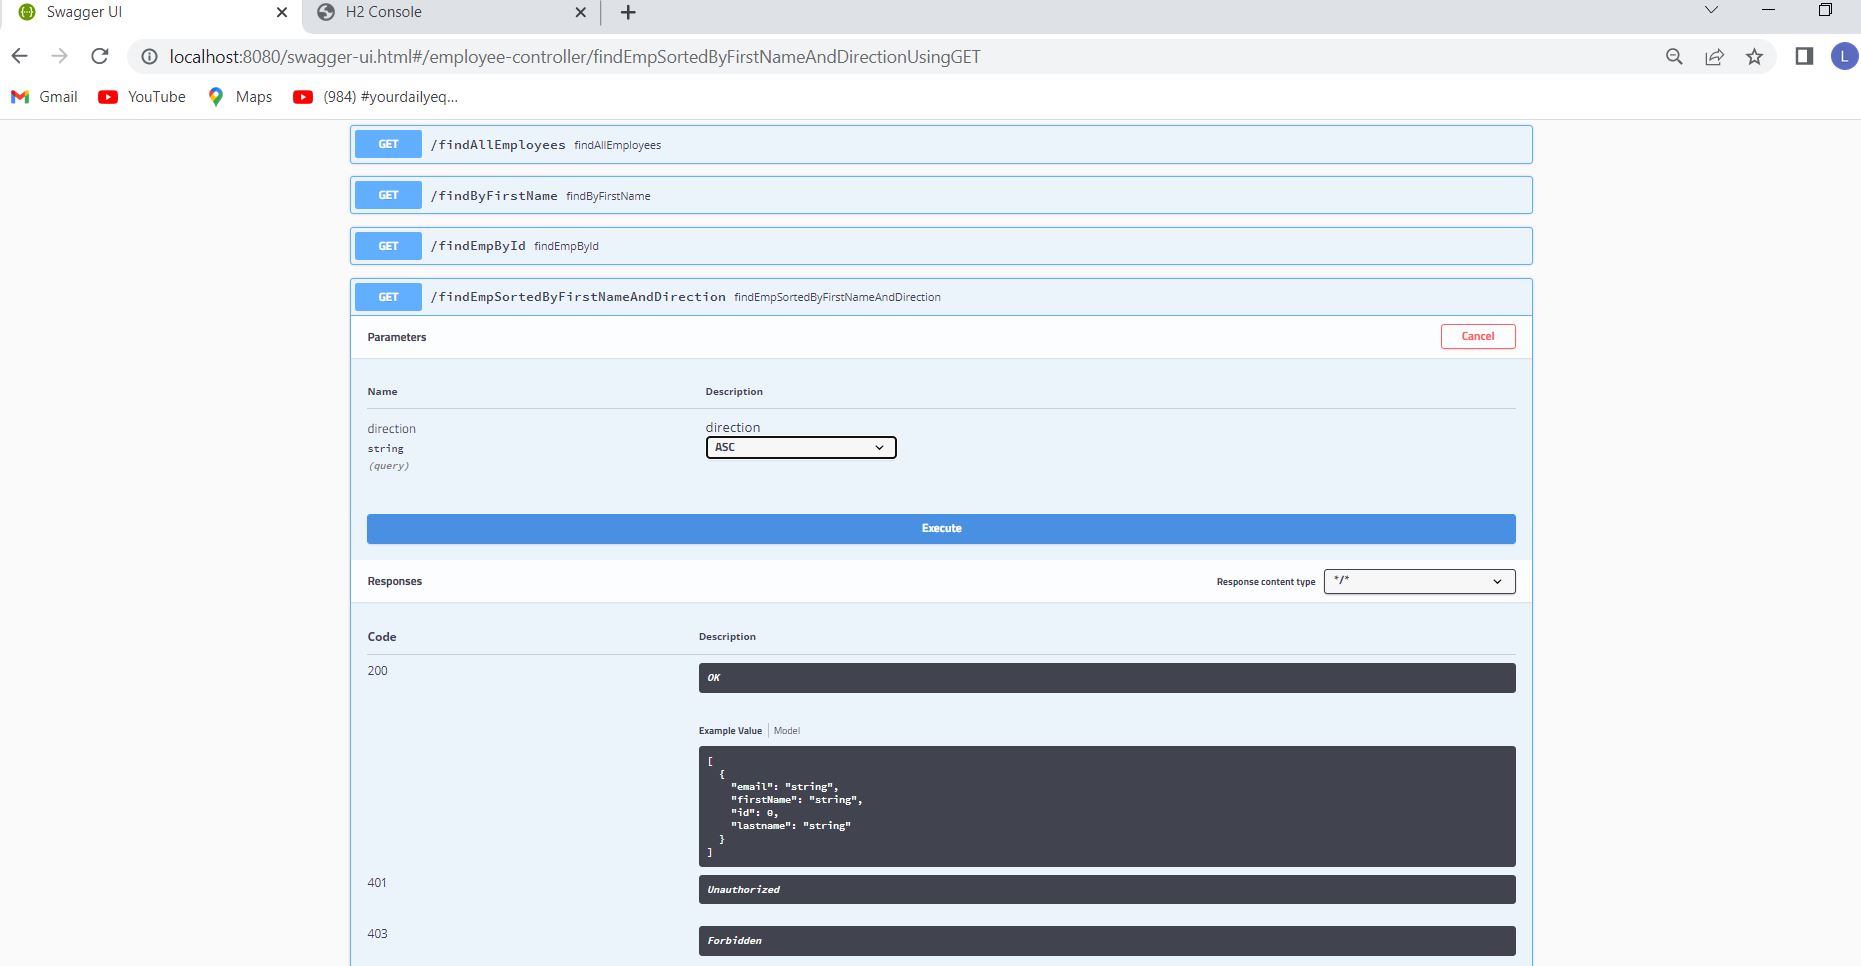 Swagger UI
H2 Console
localhost:8080/swagger-ui.html#/employee-controller/findEmpSortedByFirstNameAndDirectionUsingGET
L
Gmail YouTube Maps (984) #yourdailyeq...
GET /findAllEmployees findAllEmployees
GET /findByFirstName findByFirstName
GET /findEmpById findEmpById
GET /findEmpSortedByFirstNameAndDirection findEmpSortedByFirstNameAndDirection
Parameters Cancel
Name Description
direction direction
string ASC
(query)
Execute
Responses Response content type */*
Code Description
200 OK
Example Value Model
[
{
"email": "string",
"firstName": "string",
"id": 0,
"lastname": "string"
}
]
401 Unauthorized
403 Forbidden